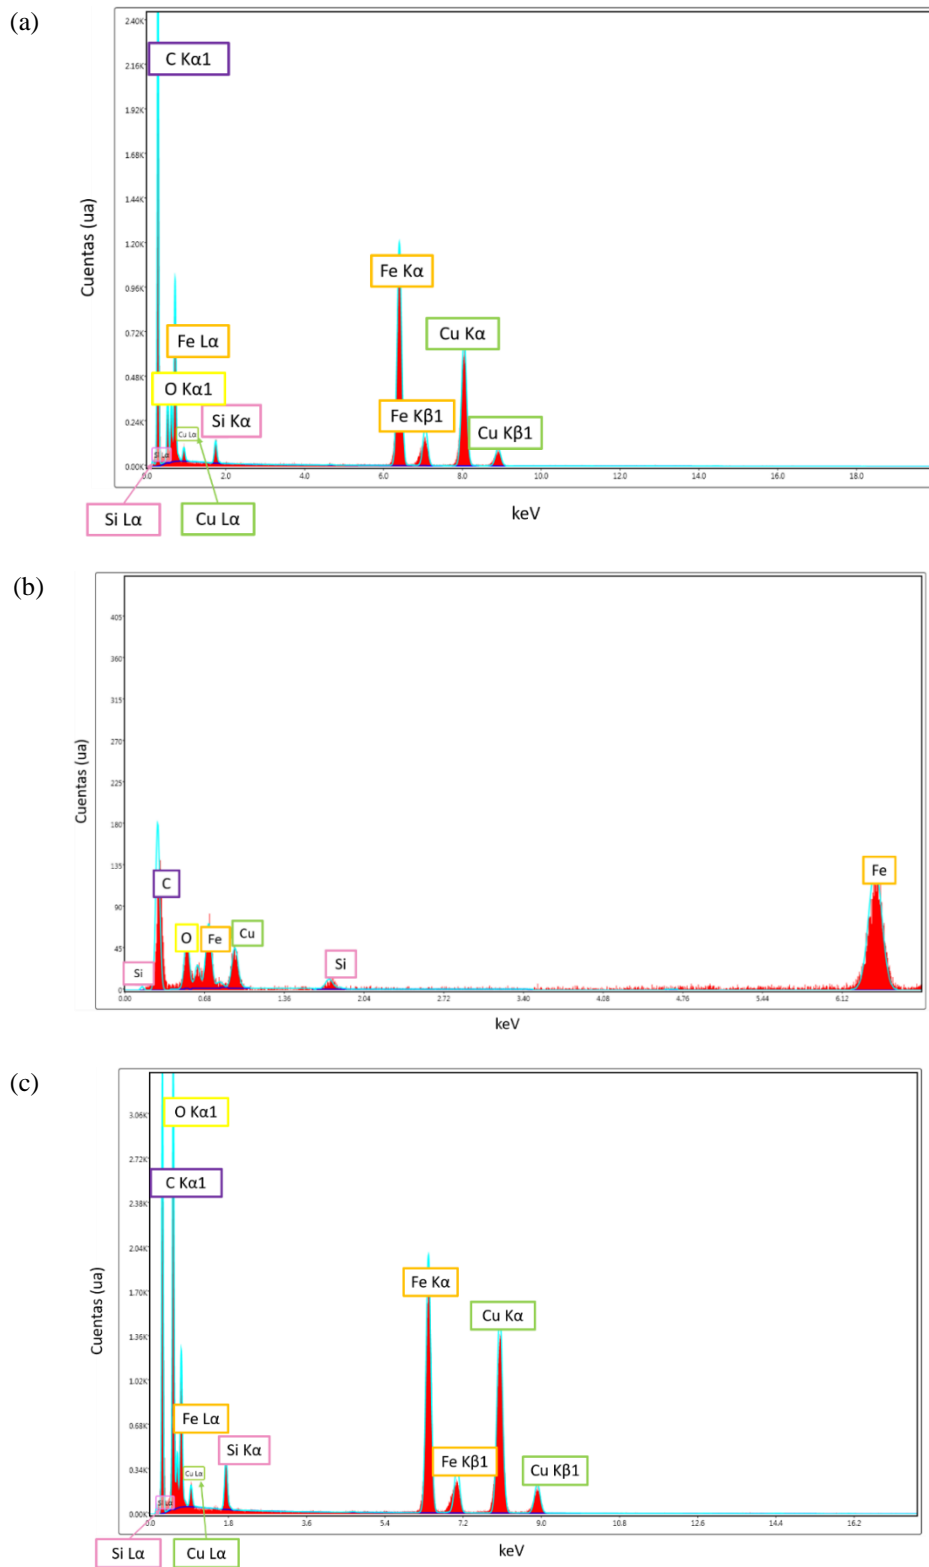 (a)
2.40K
2.16K
1.92K
1.68K
1.44K
1.20K
0.96K
0.72K
0.48K
0.24K
0.00K
Cuentas (ua)
C Kα1
Fe Lα
O Kα1
Si Kα
Cu Lα
Si Lα
Fe Kα
Cu Kα
Fe Kβ1
Cu Kβ1
0.0 2.0 4.0 6.0 8.0 10.0 12.0 14.0 16.0 18.0
Si Lα
Cu Lα
keV
(b)
405
360
315
270
225
180
135
90
45
0
Cuentas (ua)
C
O
Fe
Cu
Si
Si
Fe
0.00 0.68 1.36 2.04 2.72 3.40 4.08 4.76 5.44 6.12
keV
(c)
3.06K
2.72K
2.38K
2.04K
1.70K
1.36K
1.02K
0.68K
0.34K
0.00K
Cuentas (ua)
O Kα1
C Kα1
Fe Lα
Si Kα
Cu Lα
Si Lα
Fe Kα
Cu Kα
Fe Kβ1
Cu Kβ1
0.0 1.8 3.6 5.4 7.2 9.0 10.8 12.6 14.4 16.2
Si Lα
Cu Lα
keV